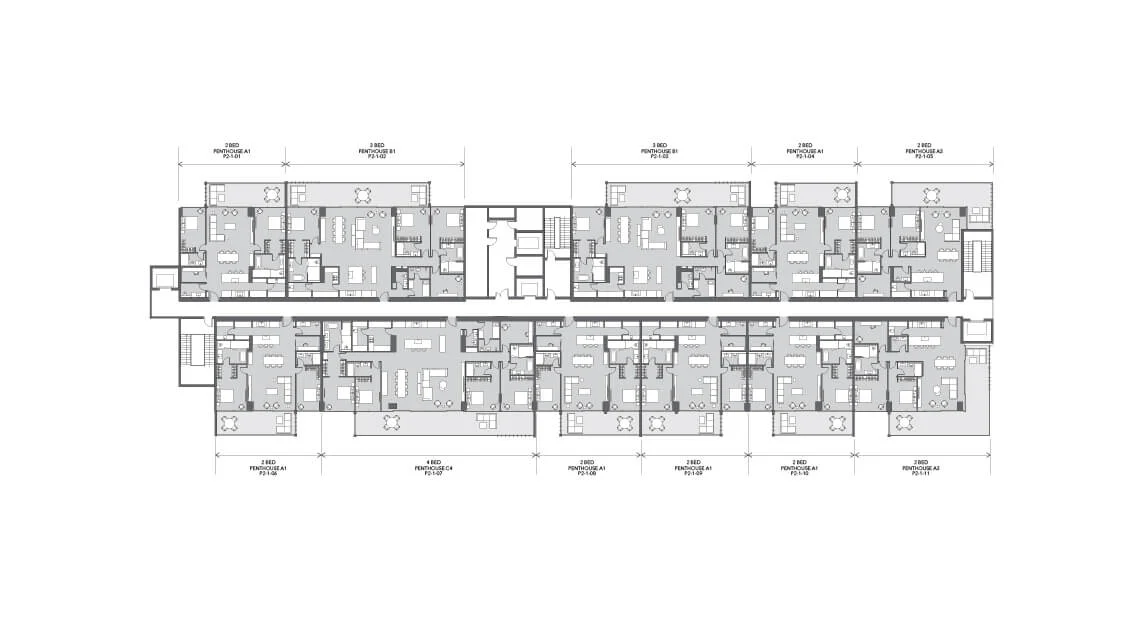 2 BED
PENTHOUSE A1
P2-1-01
3 BED
PENTHOUSE B1
P2-1-02
3 BED
PENTHOUSE B1
P2-1-03
2 BED
PENTHOUSE A1
P2-1-04
2 BED
PENTHOUSE A3
P2-1-05
2 BED
PENTHOUSE A1
P2-1-06
4 BED
PENTHOUSE C4
P2-1-07
2 BED
PENTHOUSE A1
P2-1-08
2 BED
PENTHOUSE A1
P2-1-09
2 BED
PENTHOUSE A1
P2-1-10
2 BED
PENTHOUSE A3
P2-1-11